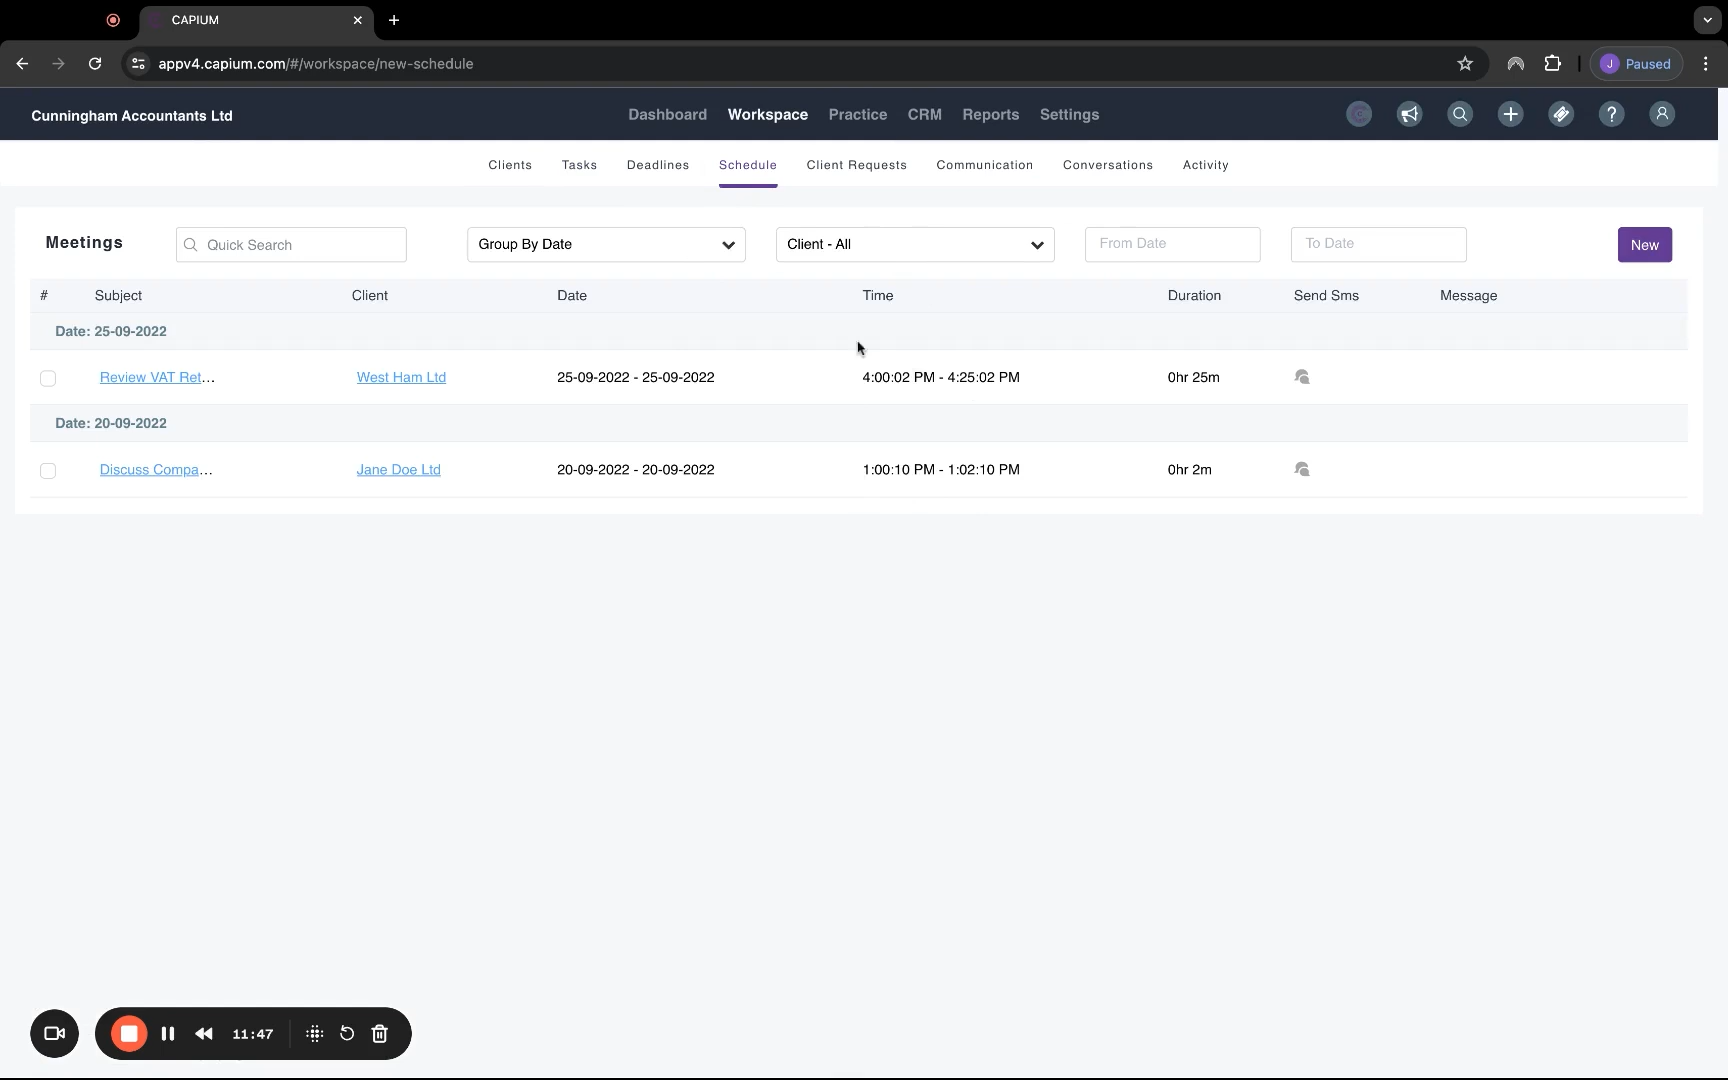 CAPIUM
appv4.capium.com/#/workspace/new-schedule
J Paused
Cunningham Accountants Ltd
Dashboard Workspace Practice CRM Reports Settings
?
Clients Tasks Deadlines Schedule Client Requests Communication Conversations Activity
Meetings Quick Search Group By Date Client - All From Date To Date New
# Subject Client Date Time Duration Send Sms Message
Date: 25-09-2022
Review VAT Ret... West Ham Ltd 25-09-2022 - 25-09-2022 4:00:02 PM - 4:25:02 PM 0hr 25m
Date: 20-09-2022
Discuss Compa... Jane Doe Ltd 20-09-2022 - 20-09-2022 1:00:10 PM - 1:02:10 PM 0hr 2m
11:47